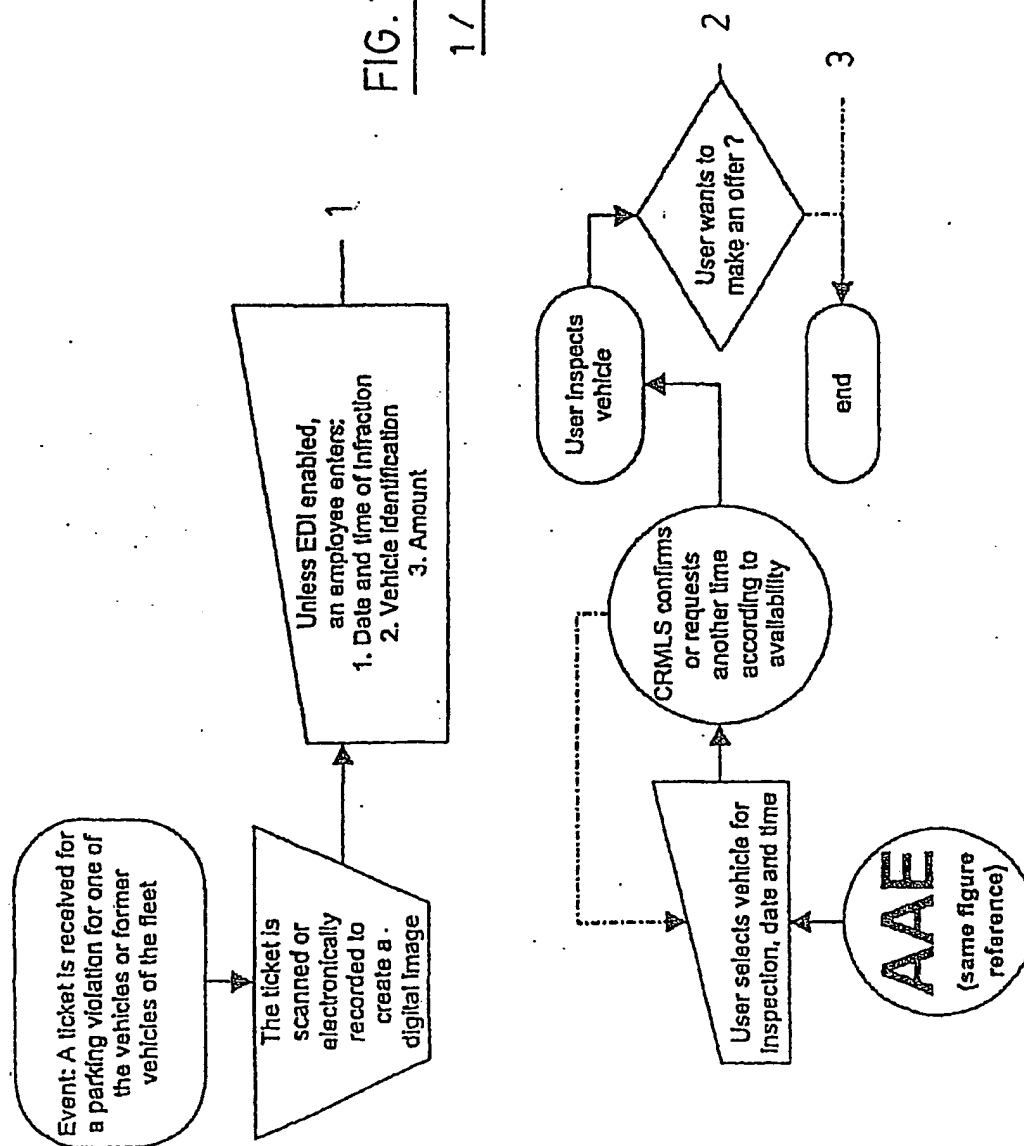 FIG.
1/
Event: A ticket is received for
a parking violation for one of
the vehicles or former
vehicles of the fleet
The ticket is
scanned or
electronically
recorded to
create a
digital image
Unless EDI enabled,
an employee enters:
1. Date and time of infraction
2. Vehicle identification
3. Amount
1
AAE
(same figure
reference)
User selects vehicle for
inspection, date and time
CRMLS confirms
or requests
another time
according to
availability
User inspects
vehicle
User wants to
make an offer?
2
end
3